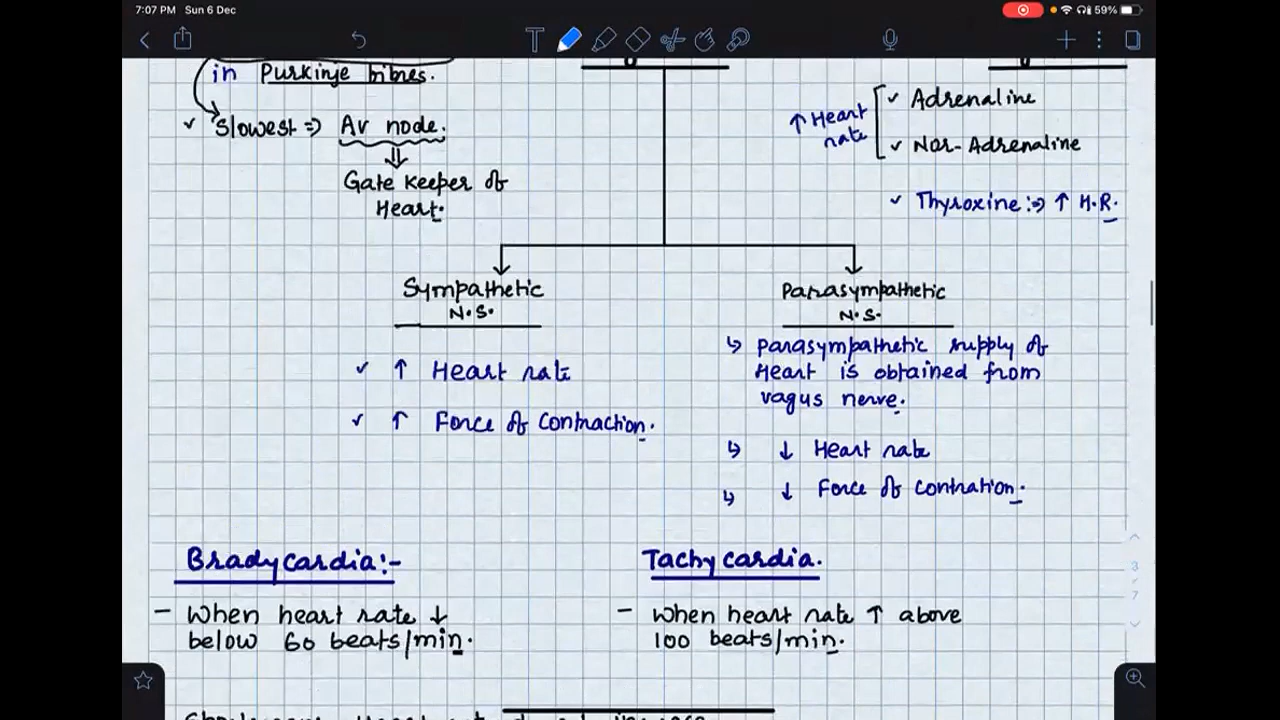 7:07 PM Sun 6 Dec
59%
in Purkinje fibres.
✓ Slowest ⇒ Av node.
⇓
Gate Keeper of
Heart.
↑ Heart
rate
✓ Adrenaline
✓ Nor-Adrenaline
✓ Thyroxine :⇒ ↑ H.R.
Sympathetic
N.S.
✓ ↑ Heart rate
✓ ↑ Force of Contraction.
Parasympathetic
N.S.
↳ Parasympathetic supply of
Heart is obtained from
vagus nerve.
↳ ↓ Heart rate
↳ ↓ Force of contration.
Bradycardia:-
- When heart rate ↓
below 60 beats/min.
Tachycardia.
- When heart rate ↑ above
100 beats/min.
3
7